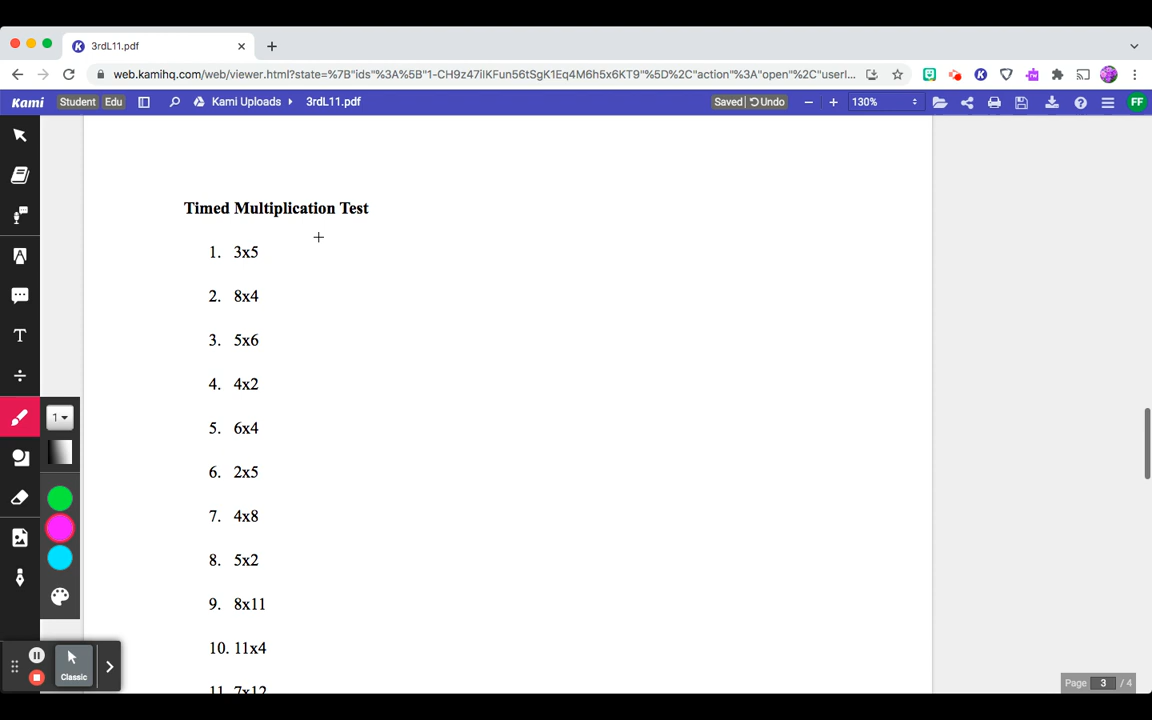 3rdL11.pdf
web.kamihq.com/web/viewer.html?state=%7B"ids"%3A%5B"1-CH9z47iIKFun56tSgK1Eq4M6h5x6KT9"%5D%2C"action"%3A"open"%2C"userI...
Kami Student Edu Kami Uploads 3rdL11.pdf Saved Undo 130% FF
Timed Multiplication Test
1. 3x5
2. 8x4
3. 5x6
4. 4x2
1
5. 6x4
6. 2x5
7. 4x8
8. 5x2
9. 8x11
10. 11x4
11. 7x12
Classic
Page 3 / 4